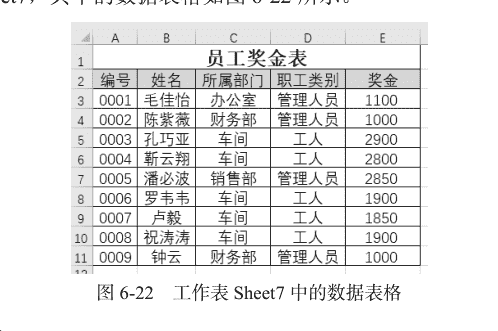 Sheet7，其中的数据表格如图 6-22 所示。
A B C D E
1 员工奖金表
2 编号 姓名 所属部门 职工类别 奖金
3 0001 毛佳怡 办公室 管理人员 1100
4 0002 陈紫薇 财务部 管理人员 1000
5 0003 孔巧亚 车间 工人 2900
6 0004 靳云翔 车间 工人 2800
7 0005 潘必波 销售部 管理人员 2850
8 0006 罗韦韦 车间 工人 1900
9 0007 卢毅 车间 工人 1850
10 0008 祝涛涛 车间 工人 1900
11 0009 钟云 财务部 管理人员 1000
图 6-22 工作表 Sheet7 中的数据表格